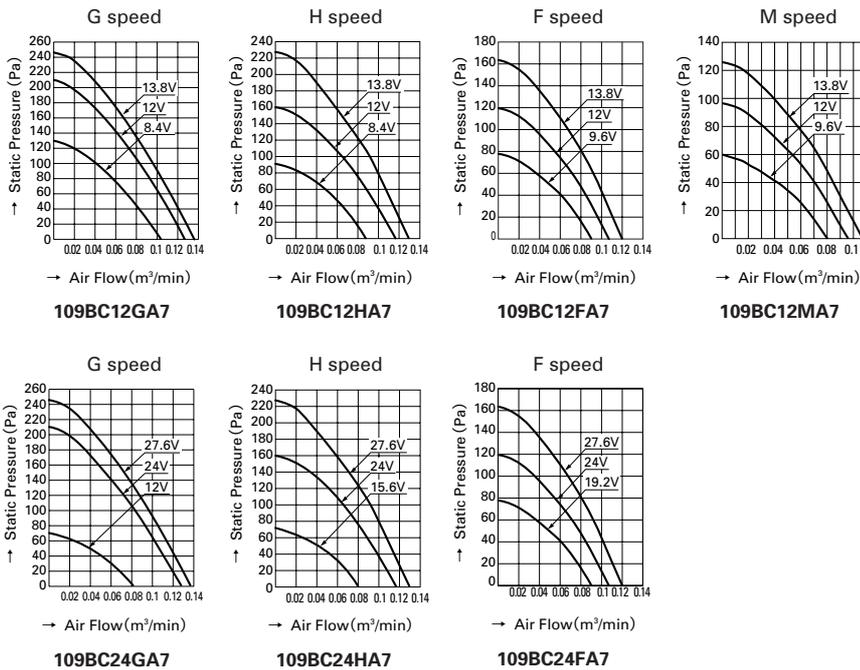 G speed
→ Static Pressure (Pa)
260
240
220
200
180
160
140
120
100
80
60
40
20
0
13.8V
12V
8.4V
0.02 0.04 0.06 0.08 0.10 0.12 0.14
→ Air Flow(m³/min)
109BC12GA7
H speed
→ Static Pressure (Pa)
240
220
200
180
160
140
120
100
80
60
40
20
0
13.8V
12V
8.4V
0.02 0.04 0.06 0.08 0.10 0.12 0.14
→ Air Flow(m³/min)
109BC12HA7
F speed
→ Static Pressure (Pa)
180
160
140
120
100
80
60
40
20
0
13.8V
12V
9.6V
0.02 0.04 0.06 0.08 0.10 0.12 0.14
→ Air Flow(m³/min)
109BC12FA7
M speed
→ Static Pressure (Pa)
140
120
100
80
60
40
20
0
13.8V
12V
9.6V
0.02 0.04 0.06 0.08 0.1
→ Air Flow(m³/min)
109BC12MA7
G speed
→ Static Pressure (Pa)
260
240
220
200
180
160
140
120
100
80
60
40
20
0
27.6V
24V
12V
0.02 0.04 0.06 0.08 0.10 0.12 0.14
→ Air Flow(m³/min)
109BC24GA7
H speed
→ Static Pressure (Pa)
240
220
200
180
160
140
120
100
80
60
40
20
0
27.6V
24V
15.6V
0.02 0.04 0.06 0.08 0.10 0.12 0.14
→ Air Flow(m³/min)
109BC24HA7
F speed
→ Static Pressure (Pa)
180
160
140
120
100
80
60
40
20
0
27.6V
24V
19.2V
0.02 0.04 0.06 0.08 0.10 0.12 0.14
→ Air Flow(m³/min)
109BC24FA7